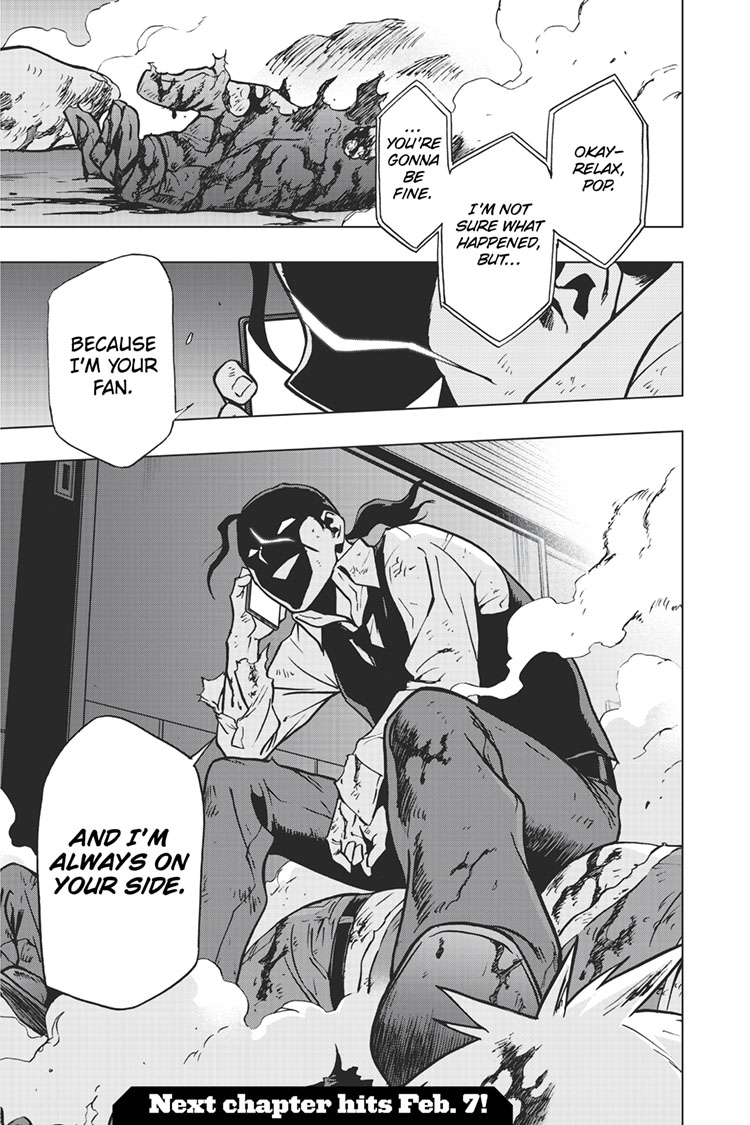 OKAY—
RELAX,
POP.
I'M NOT
SURE WHAT
HAPPENED,
BUT...
...
YOU'RE
GONNA
BE
FINE.
BECAUSE
I'M YOUR
FAN.
AND I'M
ALWAYS ON
YOUR SIDE.
Next chapter hits Feb. 7!